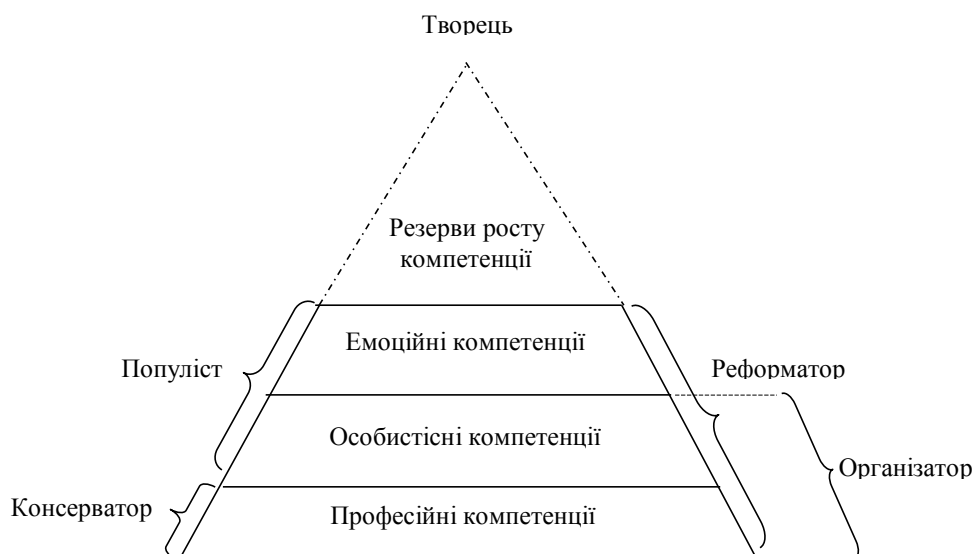 Творець
Резерви росту
компетенції
Емоційні компетенції
Популіст
Реформатор
Особистісні компетенції
Організатор
Консерватор
Професійні компетенції